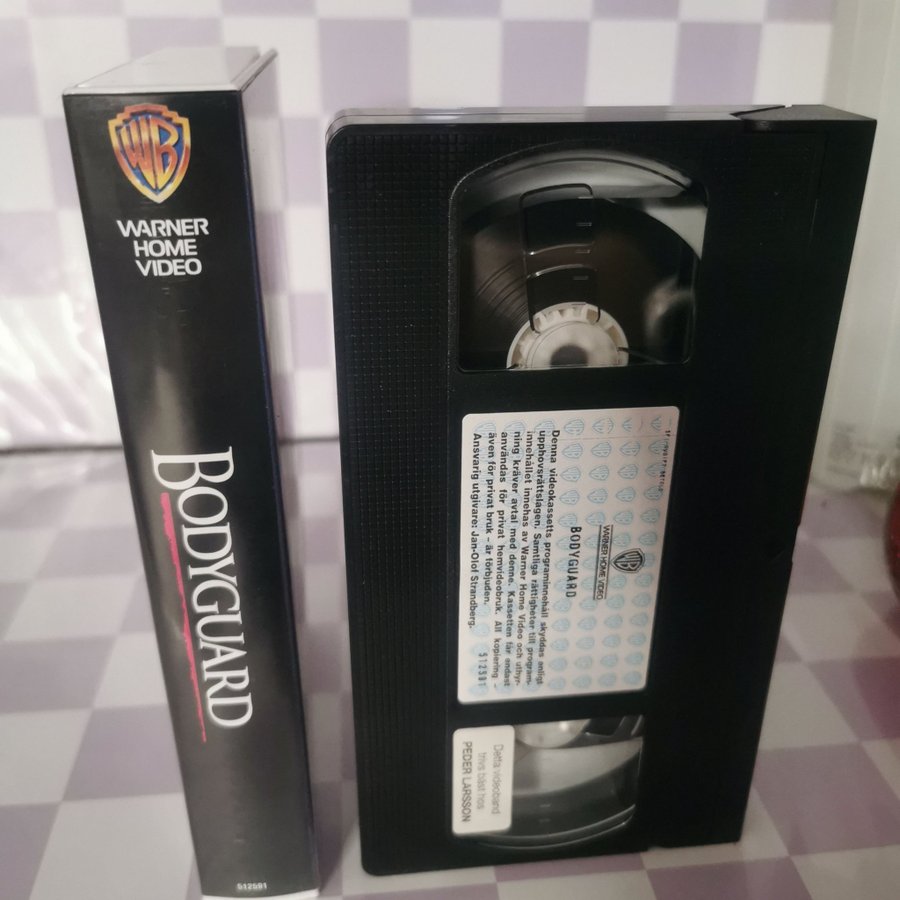 WB
WARNER
HOME
VIDEO
BODYGUARD
512591
WB
WARNER HOME VIDEO
BODYGUARD
Denna videokassetts programinnehåll skyddas enligt
upphovsrättslagen. Samtliga rättigheter till program-
innehållet innehas av Warner Home Video och uthyr-
ning kräver avtal med denne. Kassetten får endast
användas för privat hemvideobruk. All kopiering –
även för privat bruk – är förbjuden.
Ansvarig utgivare: Jan-Olof Strandberg.
512591
Detta videoband
trivs bäst hos
PEDER LARSSON